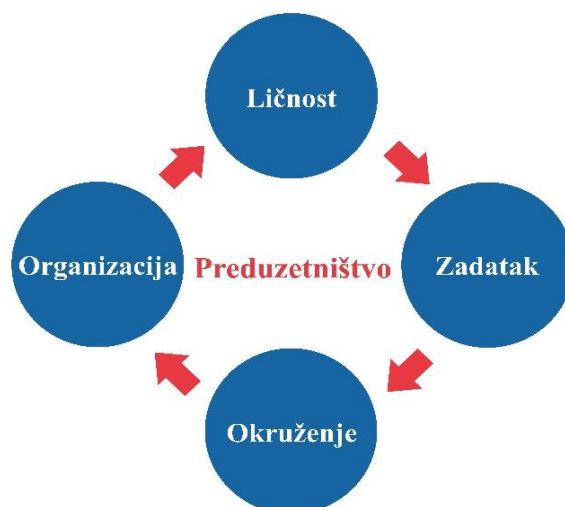 Ličnost
Organizacija
Preduzetništvo
Zadatak
Okruženje